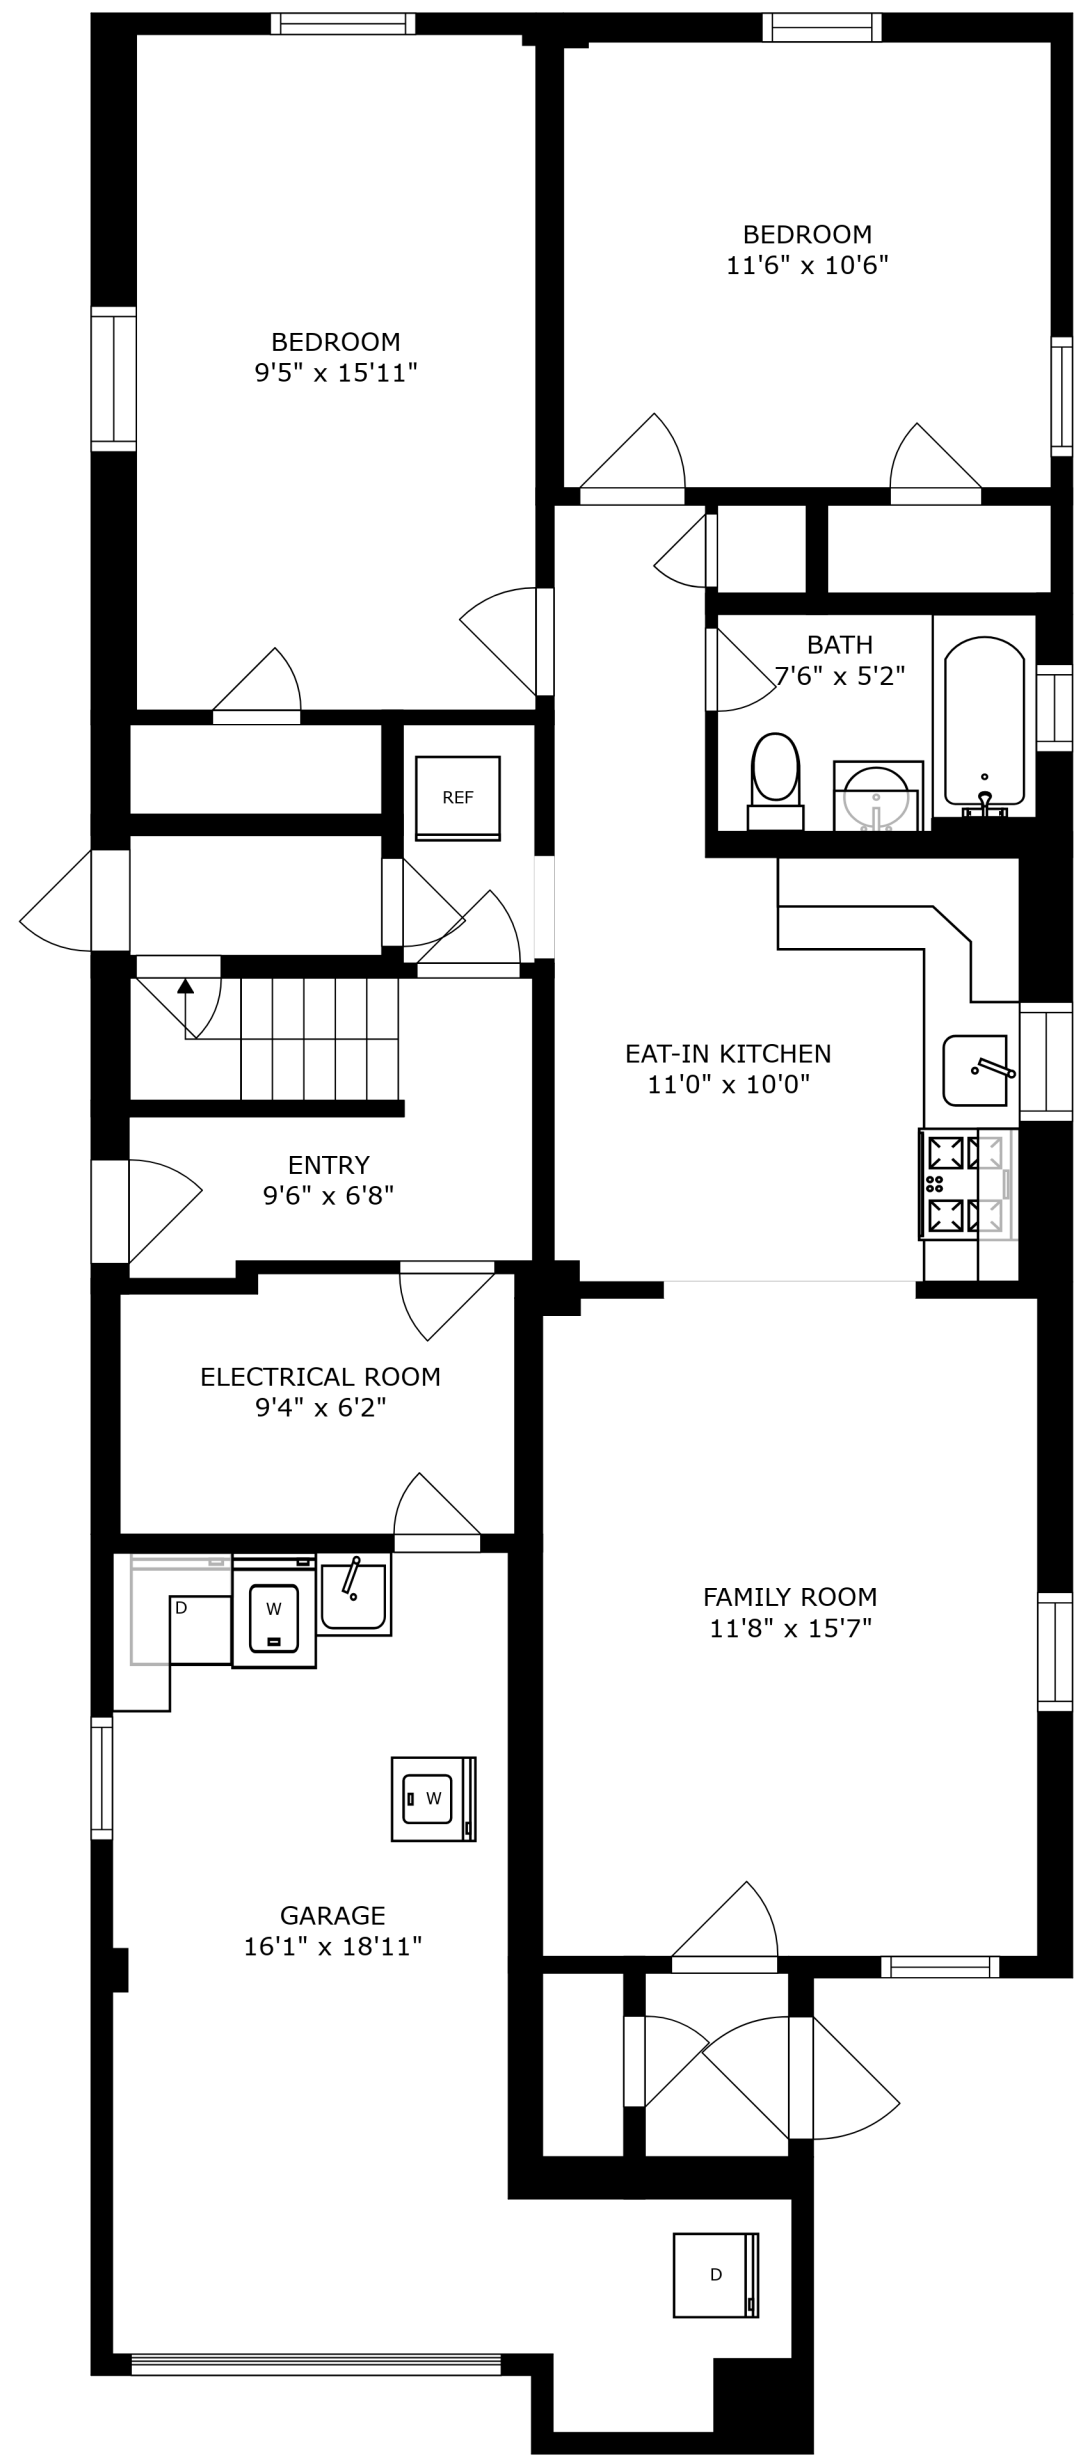 BEDROOM
11'6" x 10'6"
BEDROOM
9'5" x 15'11"
BATH
7'6" x 5'2"
REF
EAT-IN KITCHEN
11'0" x 10'0"
ENTRY
9'6" x 6'8"
ELECTRICAL ROOM
9'4" x 6'2"
FAMILY ROOM
11'8" x 15'7"
D
W
W
GARAGE
16'1" x 18'11"
D